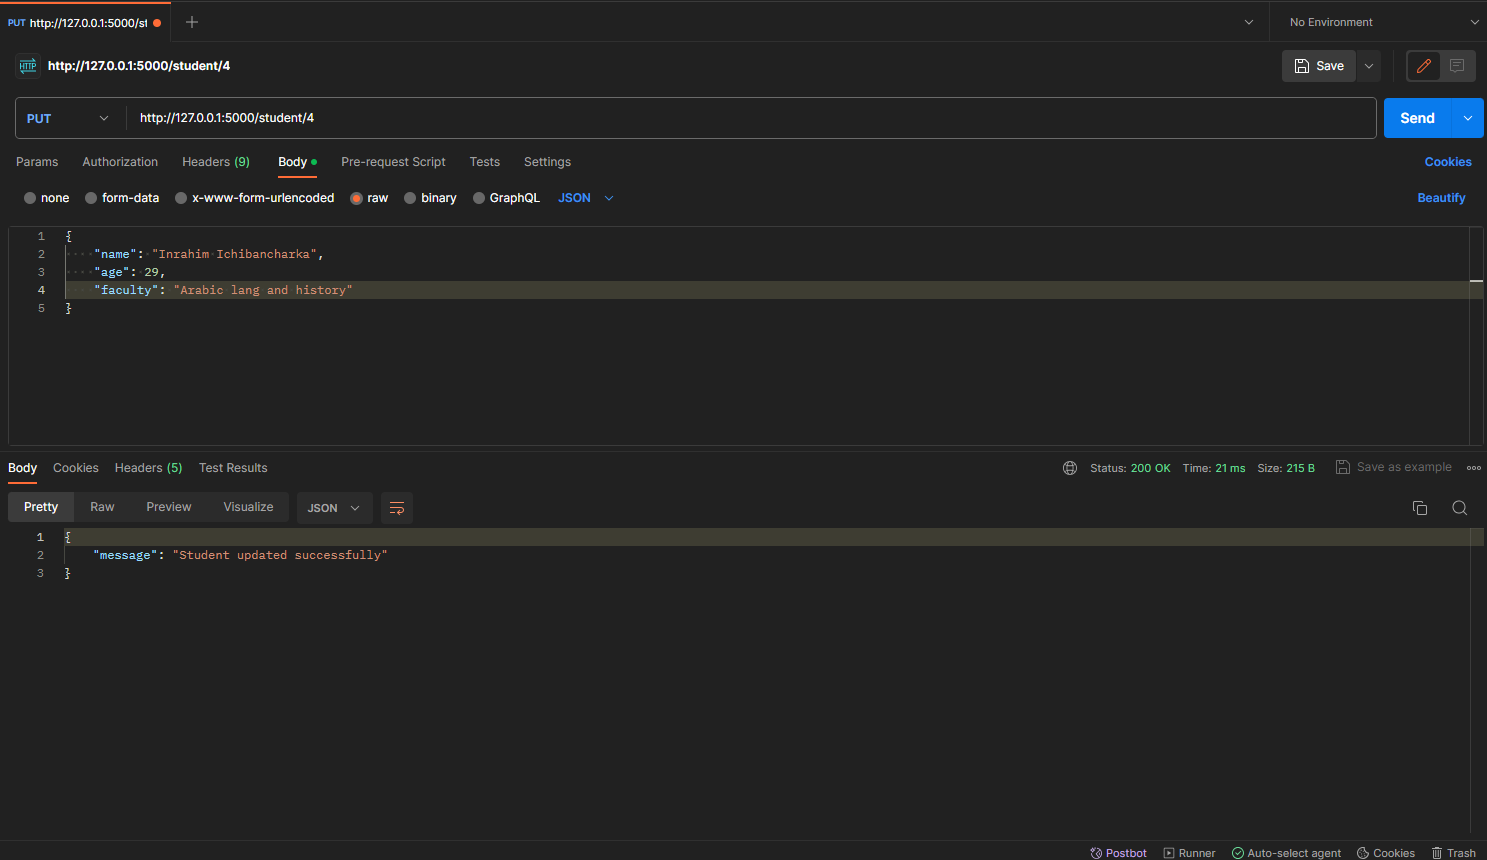 PUT http://127.0.0.1:5000/st
No Environment
HTTP http://127.0.0.1:5000/student/4
Save
PUT http://127.0.0.1:5000/student/4
Send
Params Authorization Headers (9) Body Pre-request Script Tests Settings Cookies
none form-data x-www-form-urlencoded raw binary GraphQL JSON Beautify
1 {
2 "name": "Inrahim Ichibancharka",
3 "age": 29,
4 "faculty": "Arabic lang and history"
5 }
Body Cookies Headers (5) Test Results Status: 200 OK Time: 21 ms Size: 215 B Save as example
Pretty Raw Preview Visualize JSON
1 {
2 "message": "Student updated successfully"
3 }
Postbot Runner Auto-select agent Cookies Trash